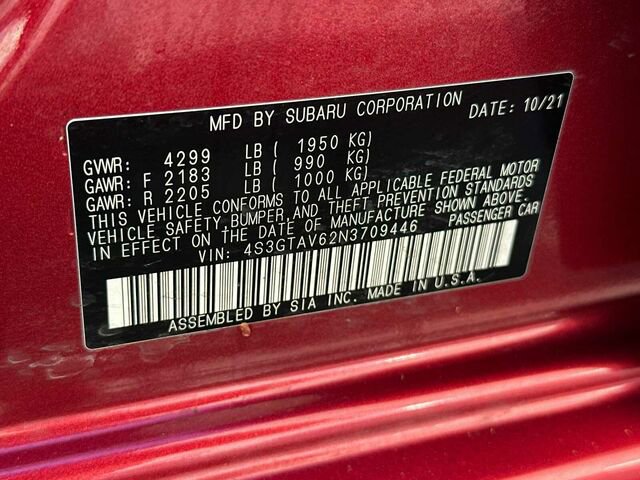 MFD BY SUBARU CORPORATION DATE: 10/21
GVWR: 4299 LB ( 1950 KG)
GAWR: F 2183 LB ( 990 KG)
GAWR: R 2205 LB ( 1000 KG)
THIS VEHICLE CONFORMS TO ALL APPLICABLE FEDERAL MOTOR
VEHICLE SAFETY,BUMPER,AND THEFT PREVENTION STANDARDS
IN EFFECT ON THE DATE OF MANUFACTURE SHOWN ABOVE.
VIN: 4S3GTAV62N3709446 PASSENGER CAR
ASSEMBLED BY SIA INC. MADE IN U.S.A.